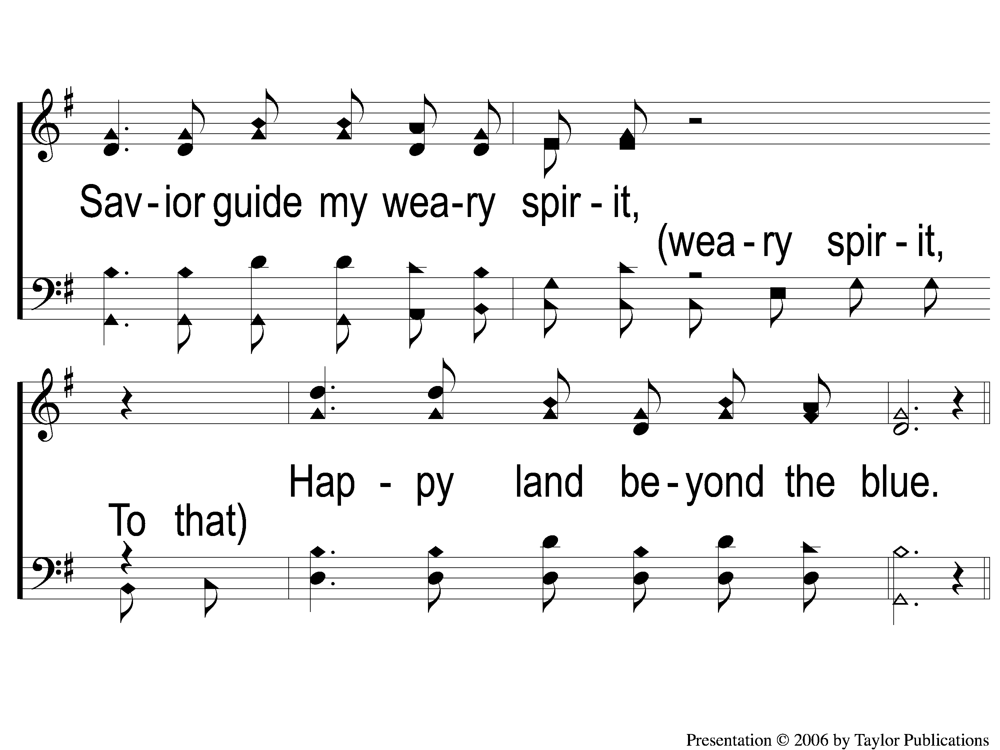 Sav-ior guide my wea-ry spir-it,
(wea-ry spir-it,
Hap-py land be-yond the blue.
To that)
Presentation © 2006 by Taylor Publications